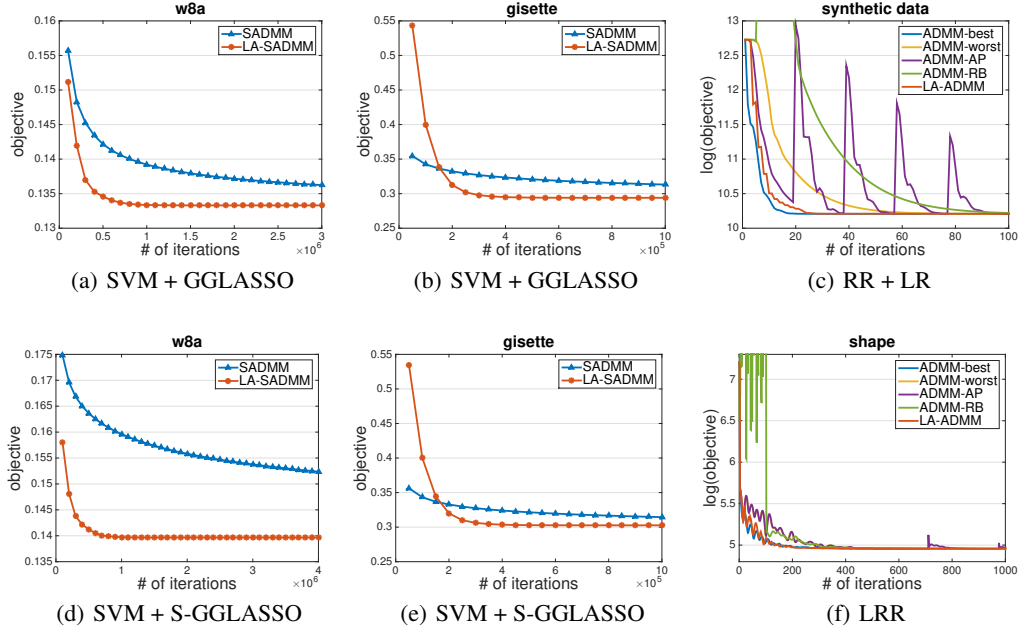 w8a
objective
0.16
0.155
0.15
0.145
0.14
0.135
0.13
0 0.5 1 1.5 2 2.5 3
×10^6
# of iterations
SADMM
LA-SADMM
(a) SVM + GGLASSO
gisette
objective
0.55
0.5
0.45
0.4
0.35
0.3
0.25
0 2 4 6 8 10
×10^5
# of iterations
SADMM
LA-SADMM
(b) SVM + GGLASSO
synthetic data
log(objective)
13
12.5
12
11.5
11
10.5
10
0 20 40 60 80 100
# of iterations
ADMM-best
ADMM-worst
ADMM-AP
ADMM-RB
LA-ADMM
(c) RR + LR
w8a
objective
0.175
0.17
0.165
0.16
0.155
0.15
0.145
0.14
0.135
0 1 2 3 4
×10^6
# of iterations
SADMM
LA-SADMM
(d) SVM + S-GGLASSO
gisette
objective
0.55
0.5
0.45
0.4
0.35
0.3
0.25
0 2 4 6 8 10
×10^5
# of iterations
SADMM
LA-SADMM
(e) SVM + S-GGLASSO
shape
log(objective)
7
6.5
6
5.5
5
0 200 400 600 800 1000
# of iterations
ADMM-best
ADMM-worst
ADMM-AP
ADMM-RB
LA-ADMM
(f) LRR